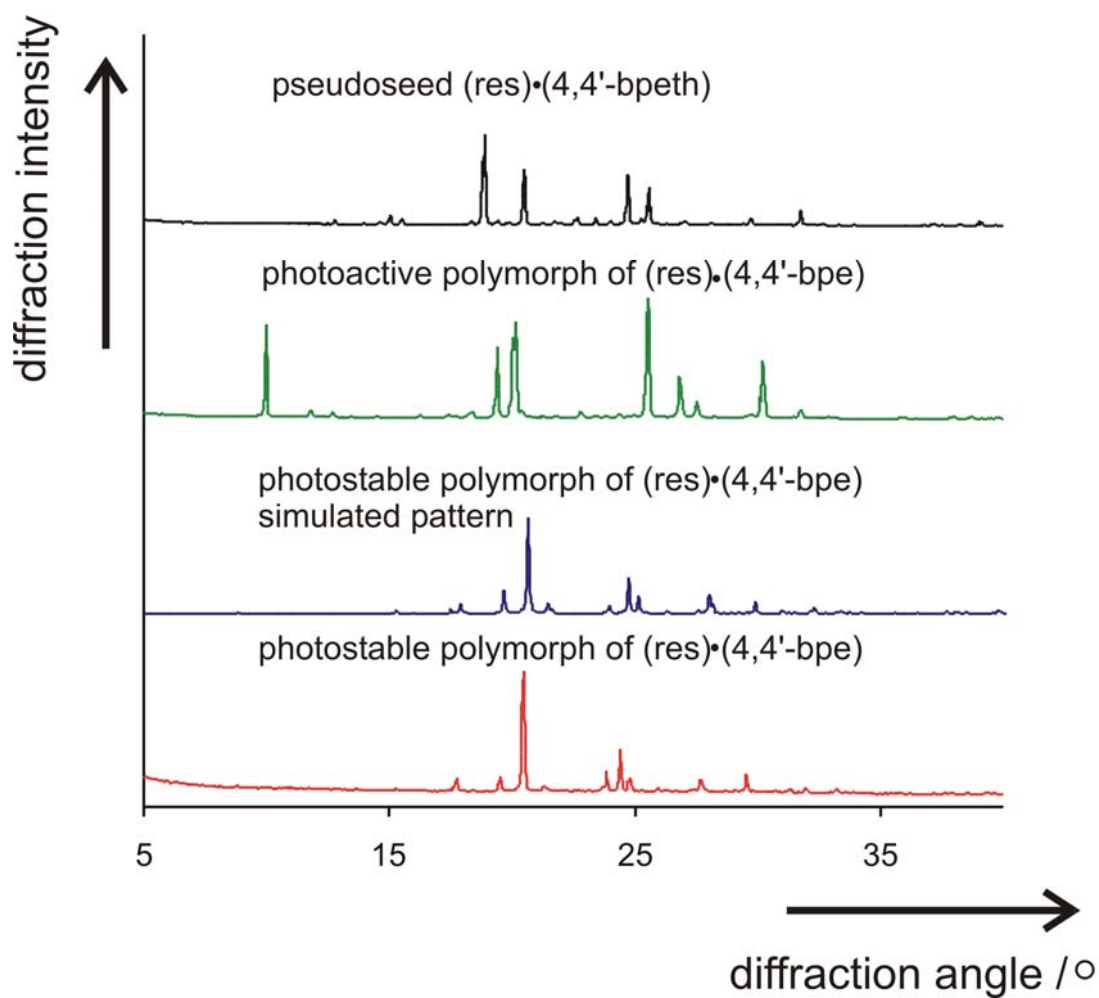 diffraction intensity
pseudoseed (res)•(4,4'-bpeth)
photoactive polymorph of (res)•(4,4'-bpe)
photostable polymorph of (res)•(4,4'-bpe)
simulated pattern
photostable polymorph of (res)•(4,4'-bpe)
5 15 25 35
diffraction angle /○